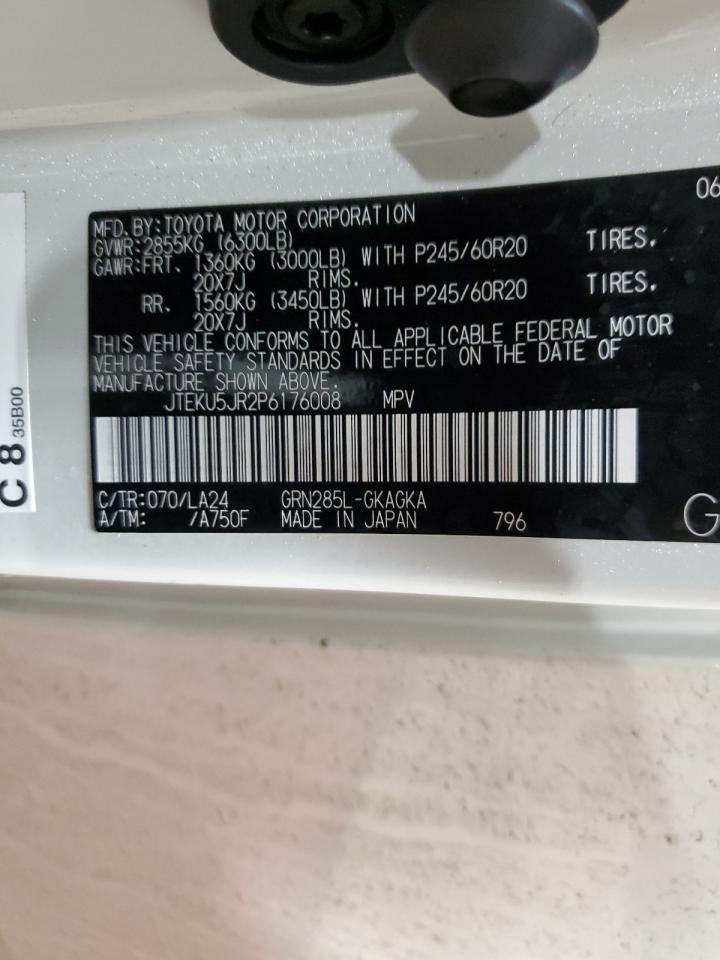 06
MFD.BY:TOYOTA MOTOR CORPORATION
GVWR:2855KG (6300LB)
GAWR:FRT. 1360KG (3000LB) WITH P245/60R20 TIRES.
20X7J RIMS.
RR. 1560KG (3450LB) WITH P245/60R20 TIRES.
20X7J RIMS.
THIS VEHICLE CONFORMS TO ALL APPLICABLE FEDERAL MOTOR
VEHICLE SAFETY STANDARDS IN EFFECT ON THE DATE OF
MANUFACTURE SHOWN ABOVE.
JTEKU5JR2P6176008 MPV
C/TR:070/LA24 GRN285L-GKAGKA
A/TM: /A750F MADE IN JAPAN 796
G
C 8 35B00